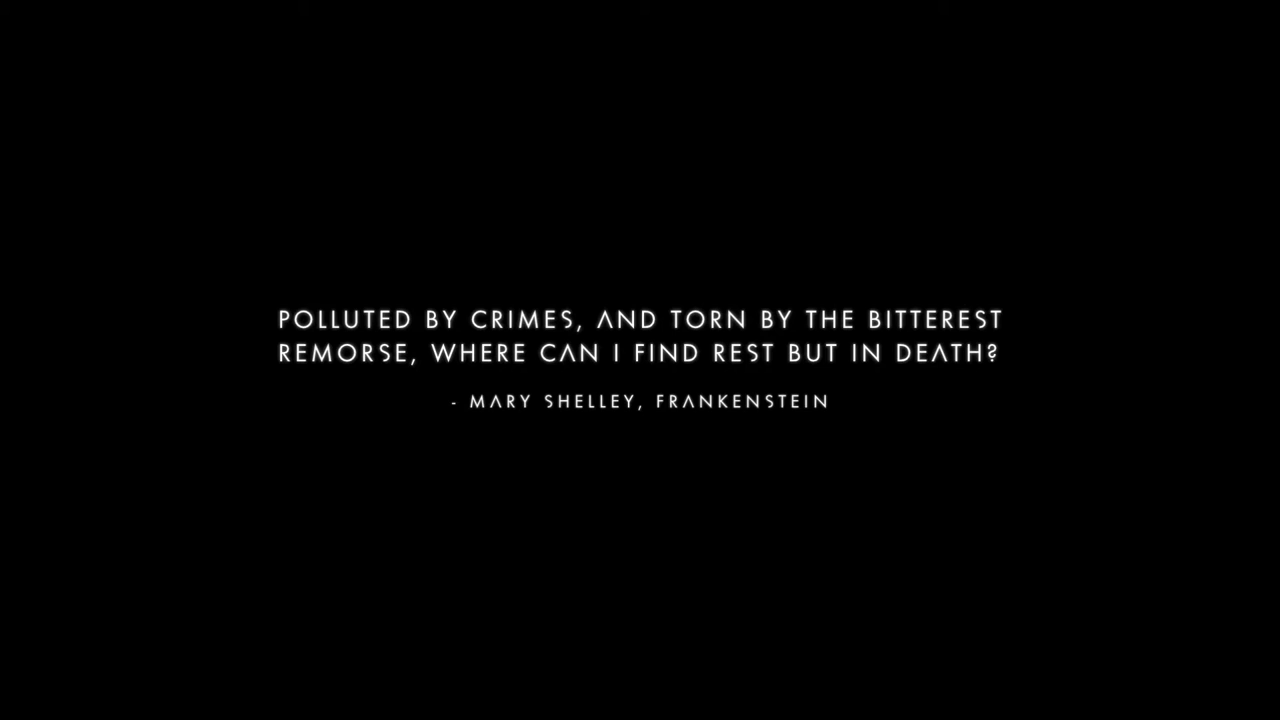 POLLUTED BY CRIMES, AND TORN BY THE BITTEREST
REMORSE, WHERE CAN I FIND REST BUT IN DEATH?
- MARY SHELLEY, FRANKENSTEIN